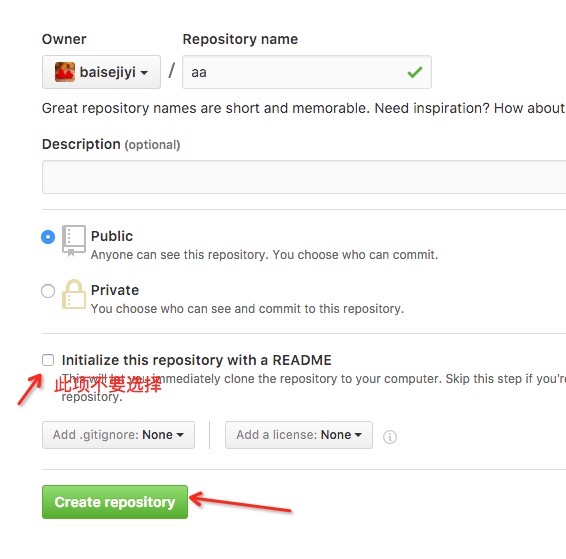 Owner
Repository name
baisejiyi
/
aa
Great repository names are short and memorable. Need inspiration? How about
Description (optional)
Public
Anyone can see this repository. You choose who can commit.
Private
You choose who can see and commit to this repository.
Initialize this repository with a README
此项不要选择
This will let you immediately clone the repository to your computer. Skip this step if you're
repository.
Add .gitignore: None
Add a license: None
Create repository